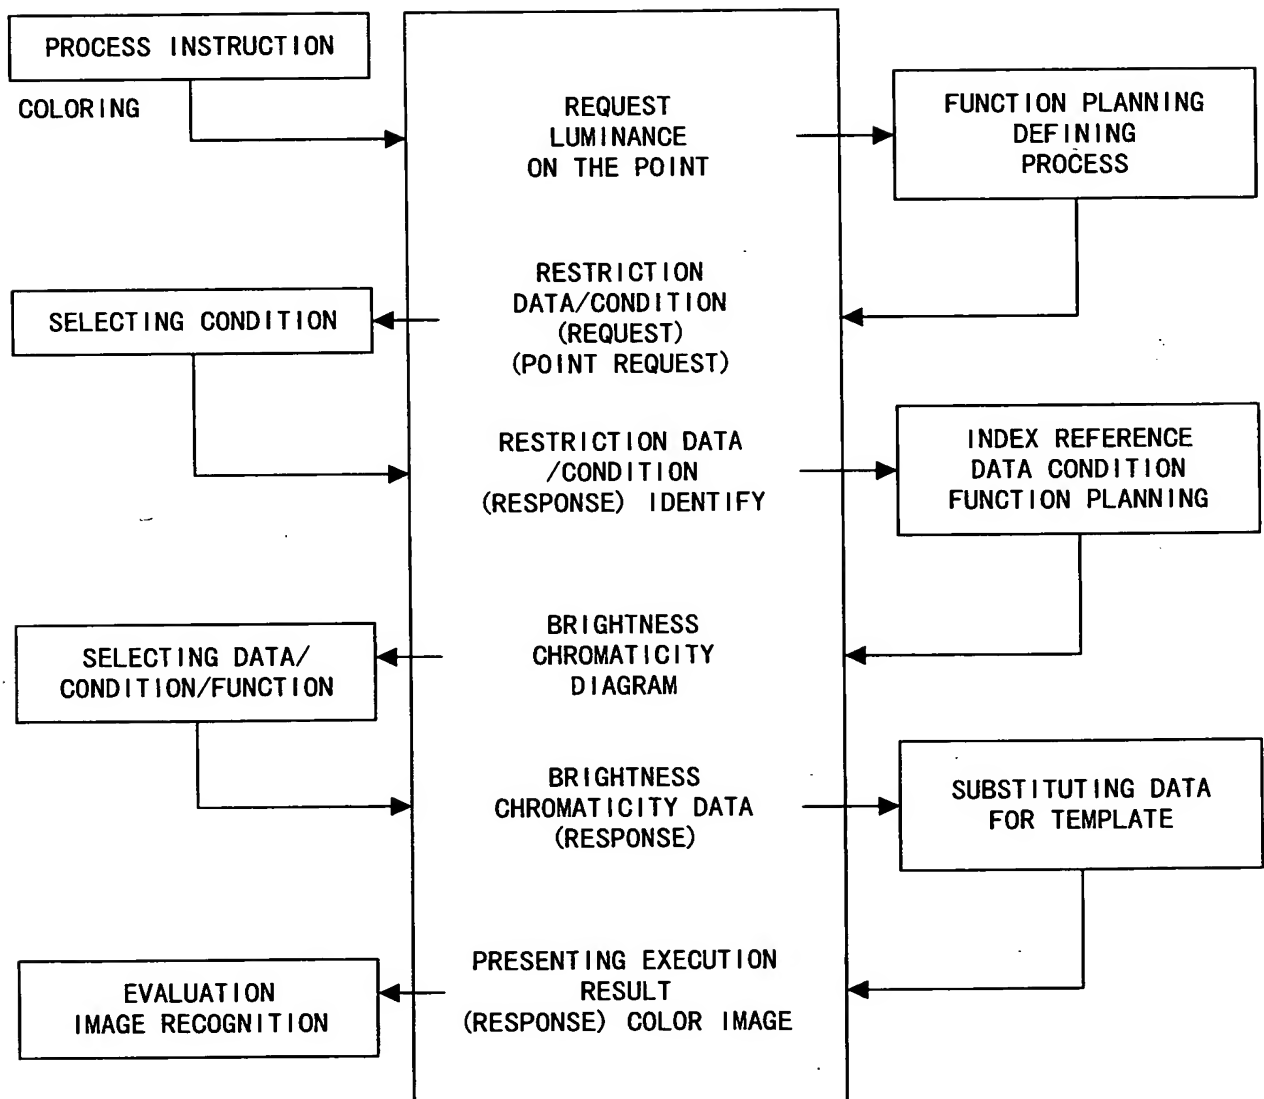 PROCESS INSTRUCTION
COLORING
REQUEST
LUMINANCE
ON THE POINT
FUNCTION PLANNING
DEFINING
PROCESS
RESTRICTION
DATA/CONDITION
(REQUEST)
(POINT REQUEST)
SELECTING CONDITION
RESTRICTION DATA
/CONDITION
(RESPONSE) IDENTIFY
INDEX REFERENCE
DATA CONDITION
FUNCTION PLANNING
BRIGHTNESS
CHROMATICITY
DIAGRAM
SELECTING DATA/
CONDITION/FUNCTION
BRIGHTNESS
CHROMATICITY DATA
(RESPONSE)
SUBSTITUTING DATA
FOR TEMPLATE
PRESENTING EXECUTION
RESULT
(RESPONSE) COLOR IMAGE
EVALUATION
IMAGE RECOGNITION